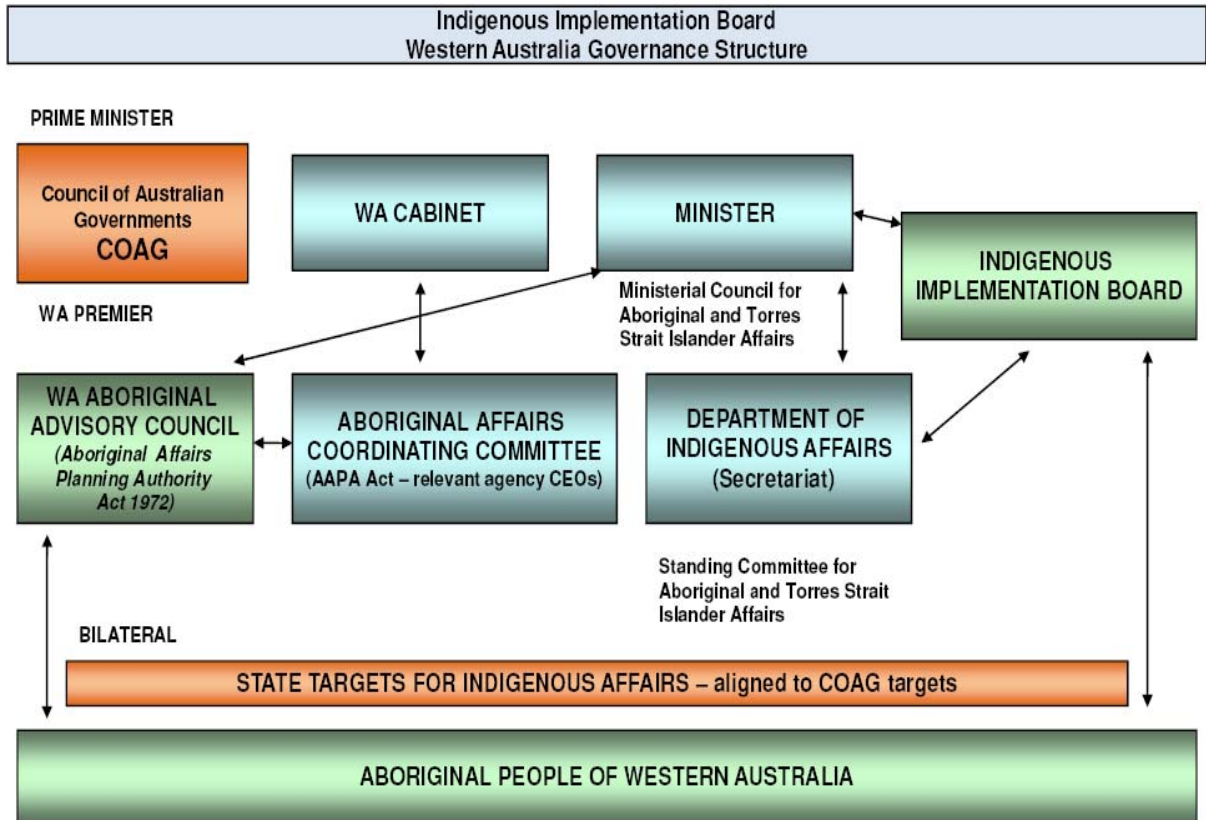 Indigenous Implementation Board
Western Australia Governance Structure
PRIME MINISTER
Council of Australian
Governments
COAG
WA PREMIER
WA CABINET
MINISTER
Ministerial Council for
Aboriginal and Torres
Strait Islander Affairs
INDIGENOUS
IMPLEMENTATION BOARD
WA ABORIGINAL
ADVISORY COUNCIL
(Aboriginal Affairs
Planning Authority
Act 1972)
ABORIGINAL AFFAIRS
COORDINATING COMMITTEE
(AAPA Act – relevant agency CEOs)
DEPARTMENT OF
INDIGENOUS AFFAIRS
(Secretariat)
Standing Committee for
Aboriginal and Torres Strait
Islander Affairs
BILATERAL
STATE TARGETS FOR INDIGENOUS AFFAIRS – aligned to COAG targets
ABORIGINAL PEOPLE OF WESTERN AUSTRALIA